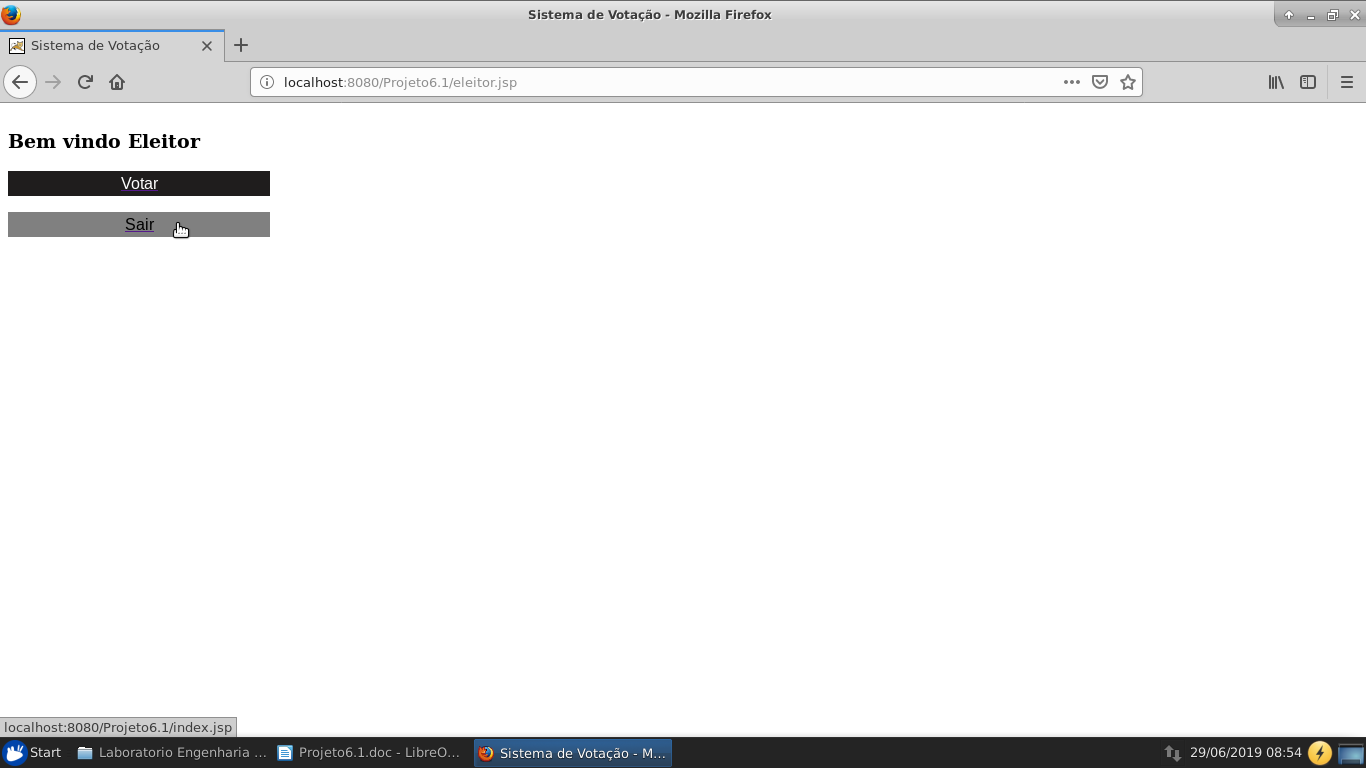 Sistema de Votação - Mozilla Firefox
Sistema de Votação
localhost:8080/Projeto6.1/eleitor.jsp
Bem vindo Eleitor
Votar
Sair
localhost:8080/Projeto6.1/index.jsp
Start Laboratorio Engenharia ... Projeto6.1.doc - LibreO... Sistema de Votação - M... 29/06/2019 08:54